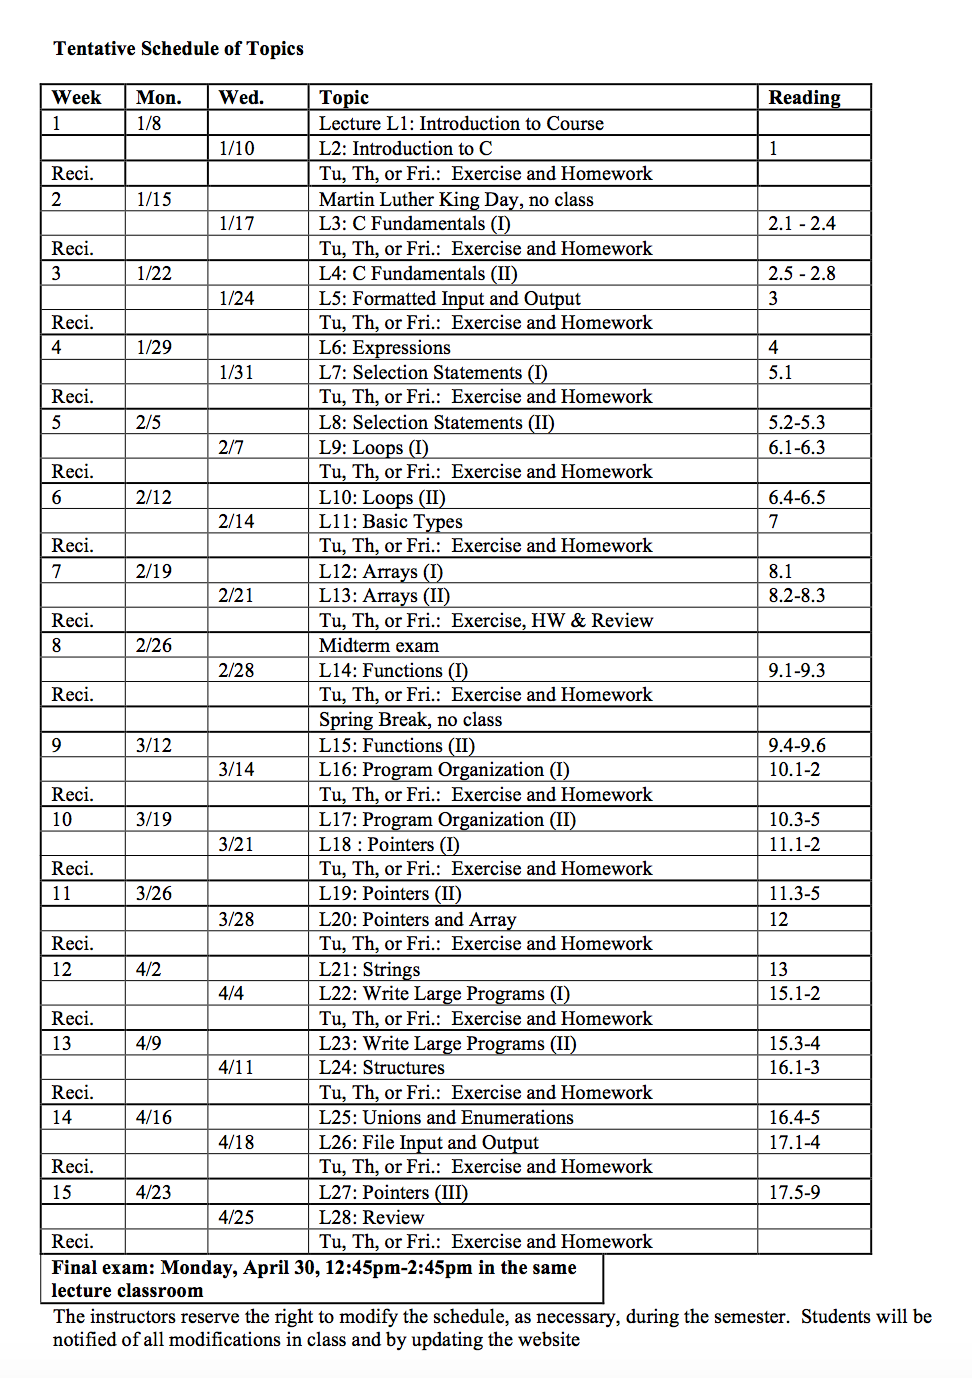 Tentative Schedule of Topics
Week Mon. Wed. Topic Reading
1 1/8 Lecture L1: Introduction to Course
1/10 L2: Introduction to C 1
Reci. Tu, Th, or Fri.: Exercise and Homework
2 1/15 Martin Luther King Day, no class
1/17 L3: C Fundamentals (I) 2.1 - 2.4
Reci. Tu, Th, or Fri.: Exercise and Homework
3 1/22 L4: C Fundamentals (II) 2.5 - 2.8
1/24 L5: Formatted Input and Output 3
Reci. Tu, Th, or Fri.: Exercise and Homework
4 1/29 L6: Expressions 4
1/31 L7: Selection Statements (I) 5.1
Reci. Tu, Th, or Fri.: Exercise and Homework
5 2/5 L8: Selection Statements (II) 5.2-5.3
2/7 L9: Loops (I) 6.1-6.3
Reci. Tu, Th, or Fri.: Exercise and Homework
6 2/12 L10: Loops (II) 6.4-6.5
2/14 L11: Basic Types 7
Reci. Tu, Th, or Fri.: Exercise and Homework
7 2/19 L12: Arrays (I) 8.1
2/21 L13: Arrays (II) 8.2-8.3
Reci. Tu, Th, or Fri.: Exercise, HW & Review
8 2/26 Midterm exam
2/28 L14: Functions (I) 9.1-9.3
Reci. Tu, Th, or Fri.: Exercise and Homework
Spring Break, no class
9 3/12 L15: Functions (II) 9.4-9.6
3/14 L16: Program Organization (I) 10.1-2
Reci. Tu, Th, or Fri.: Exercise and Homework
10 3/19 L17: Program Organization (II) 10.3-5
3/21 L18 : Pointers (I) 11.1-2
Reci. Tu, Th, or Fri.: Exercise and Homework
11 3/26 L19: Pointers (II) 11.3-5
3/28 L20: Pointers and Array 12
Reci. Tu, Th, or Fri.: Exercise and Homework
12 4/2 L21: Strings 13
4/4 L22: Write Large Programs (I) 15.1-2
Reci. Tu, Th, or Fri.: Exercise and Homework
13 4/9 L23: Write Large Programs (II) 15.3-4
4/11 L24: Structures 16.1-3
Reci. Tu, Th, or Fri.: Exercise and Homework
14 4/16 L25: Unions and Enumerations 16.4-5
4/18 L26: File Input and Output 17.1-4
Reci. Tu, Th, or Fri.: Exercise and Homework
15 4/23 L27: Pointers (III) 17.5-9
4/25 L28: Review
Reci. Tu, Th, or Fri.: Exercise and Homework
Final exam: Monday, April 30, 12:45pm-2:45pm in the same
lecture classroom
The instructors reserve the right to modify the schedule, as necessary, during the semester. Students will be
notified of all modifications in class and by updating the website